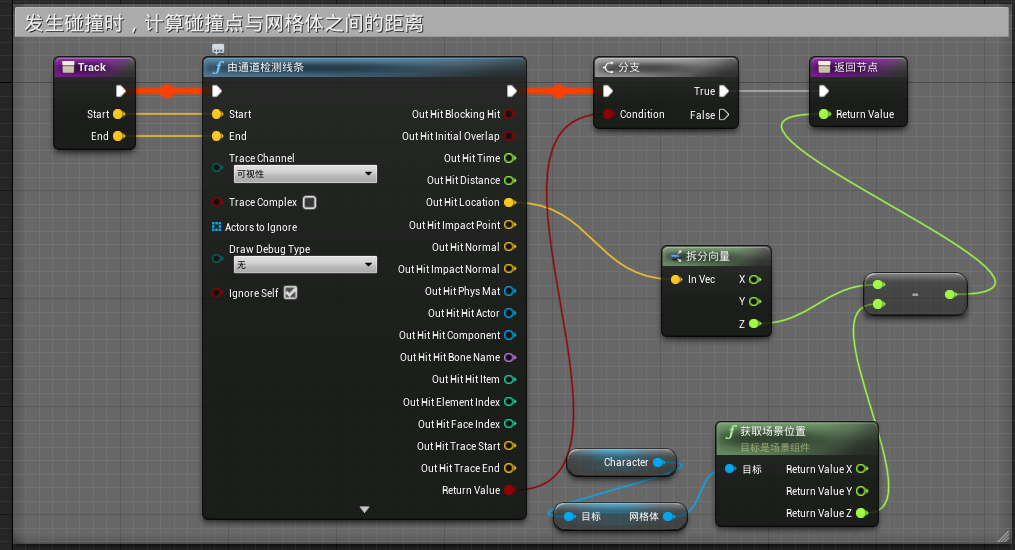 发生碰撞时，计算碰撞点与网格体之间的距离
Track
Start
End
由通道检测线条
Start
End
Trace Channel
可视性
Trace Complex
Actors to Ignore
Draw Debug Type
无
Ignore Self
Out Hit Blocking Hit
Out Hit Initial Overlap
Out Hit Time
Out Hit Distance
Out Hit Location
Out Hit Impact Point
Out Hit Normal
Out Hit Impact Normal
Out Hit Phys Mat
Out Hit Hit Actor
Out Hit Hit Component
Out Hit Hit Bone Name
Out Hit Hit Item
Out Hit Element Index
Out Hit Face Index
Out Hit Trace Start
Out Hit Trace End
Return Value
分支
True
Condition
False
返回节点
Return Value
拆分向量
In Vec
X
Y
Z
-
Character
目标 网格体
获取场景位置
目标是场景组件
目标
Return Value X
Return Value Y
Return Value Z